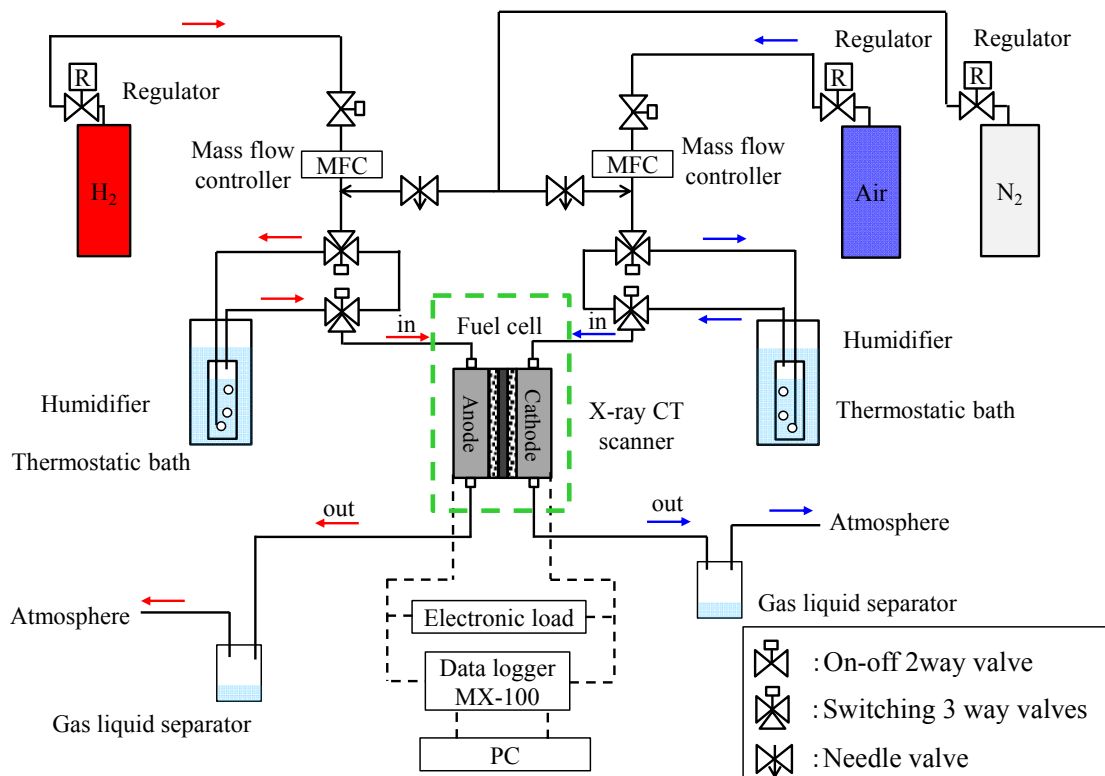 Regulator
Regulator
R
R
R
Regulator
Mass flow
controller
MFC
MFC
Mass flow
controller
H2
Air
N2
in
Fuel cell
in
Humidifier
Humidifier
Anode
Cathode
X-ray CT
scanner
Thermostatic bath
Thermostatic bath
out
out
Atmosphere
Atmosphere
Electronic load
Gas liquid separator
Data logger
MX-100
Gas liquid separator
PC
:On-off 2way valve
:Switching 3 way valves
:Needle valve